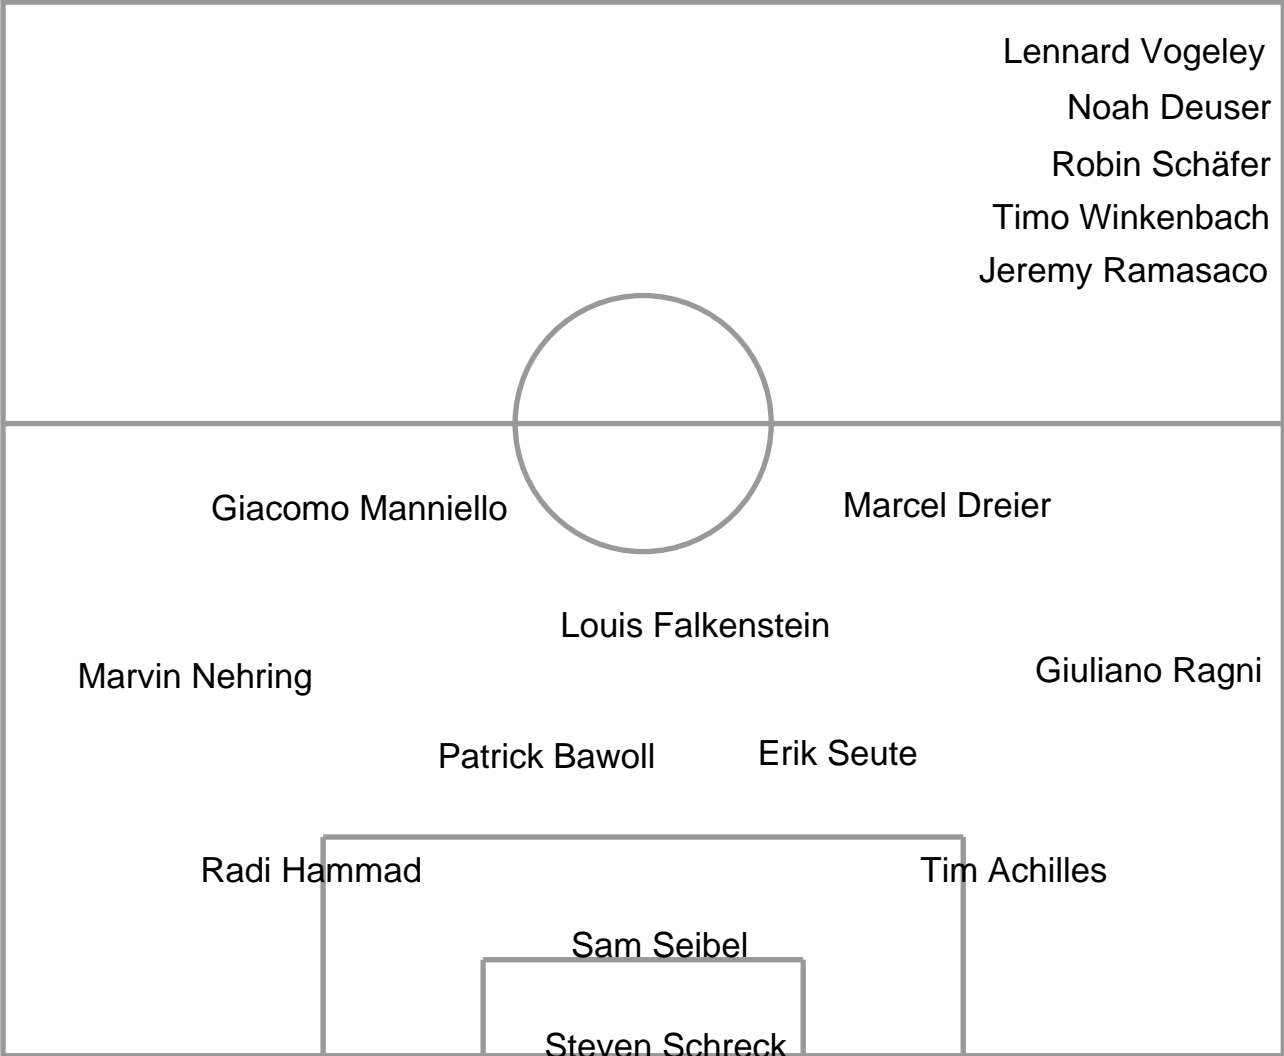 Lennard Vogeley
Noah Deuser
Robin Schäfer
Timo Winkenbach
Jeremy Ramasaco
Giacomo Manniello
Marcel Dreier
Louis Falkenstein
Marvin Nehring
Giuliano Ragni
Patrick Bawoll
Erik Seute
Radi Hammad
Tim Achilles
Sam Seibel
Steven Schreck